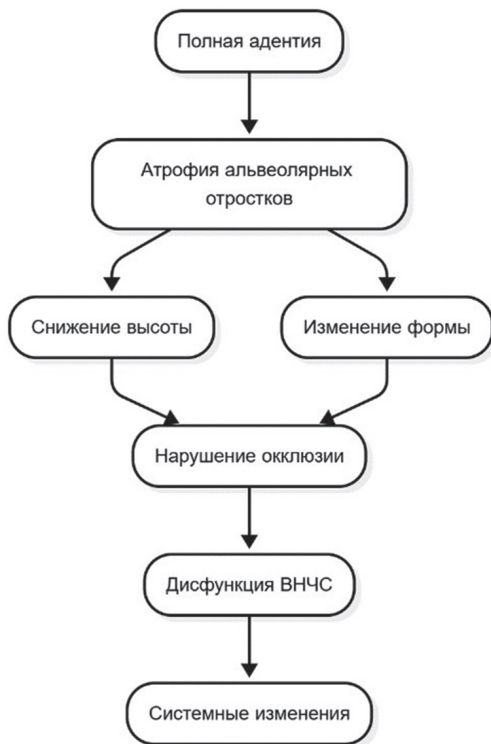 Полная адентия
Атрофия альвеолярных
отростков
Снижение высоты
Изменение формы
Нарушение окклюзии
Дисфункция ВНЧС
Системные изменения